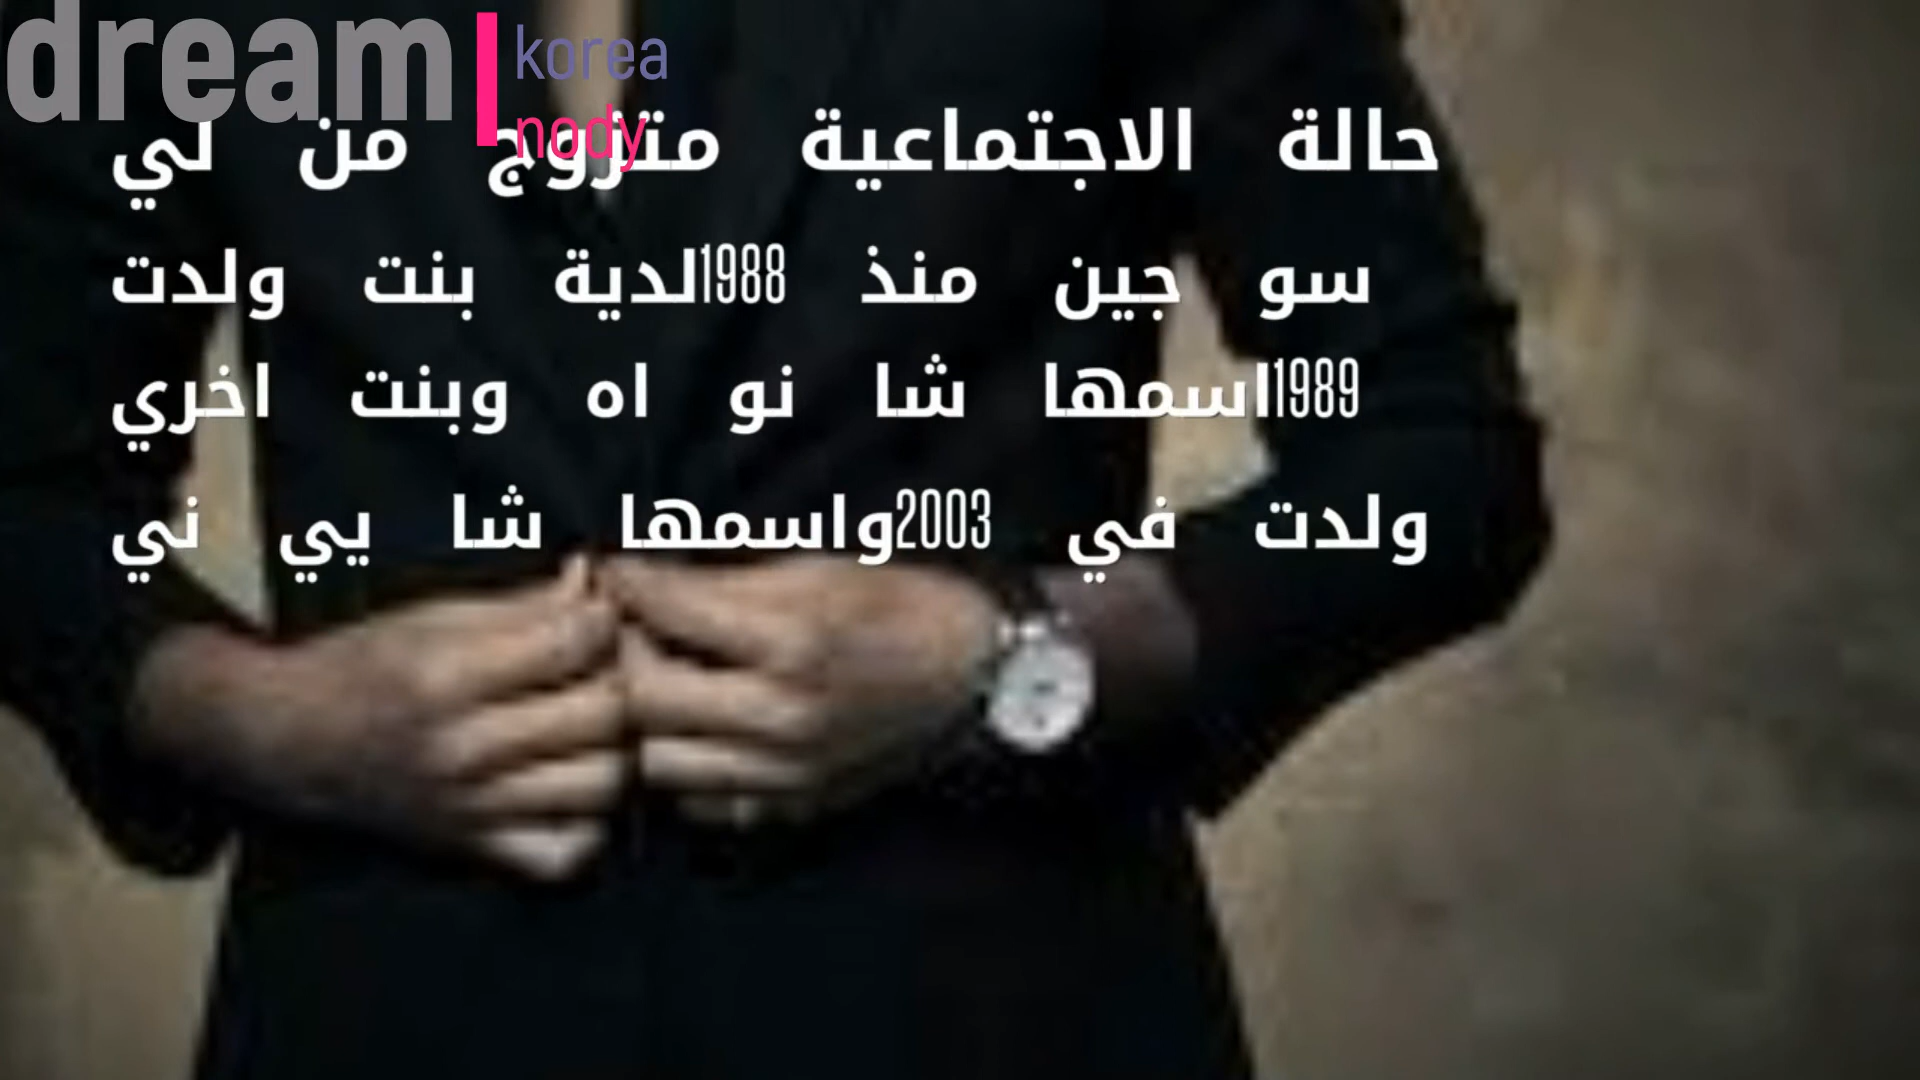 dream
korea
nody
حالة الاجتماعية متزوج من لي
سو جين منذ 1988لدية بنت ولدت
1989اسمها شا نو اه وبنت اخري
ولدت في 2003واسمها شا يي ني